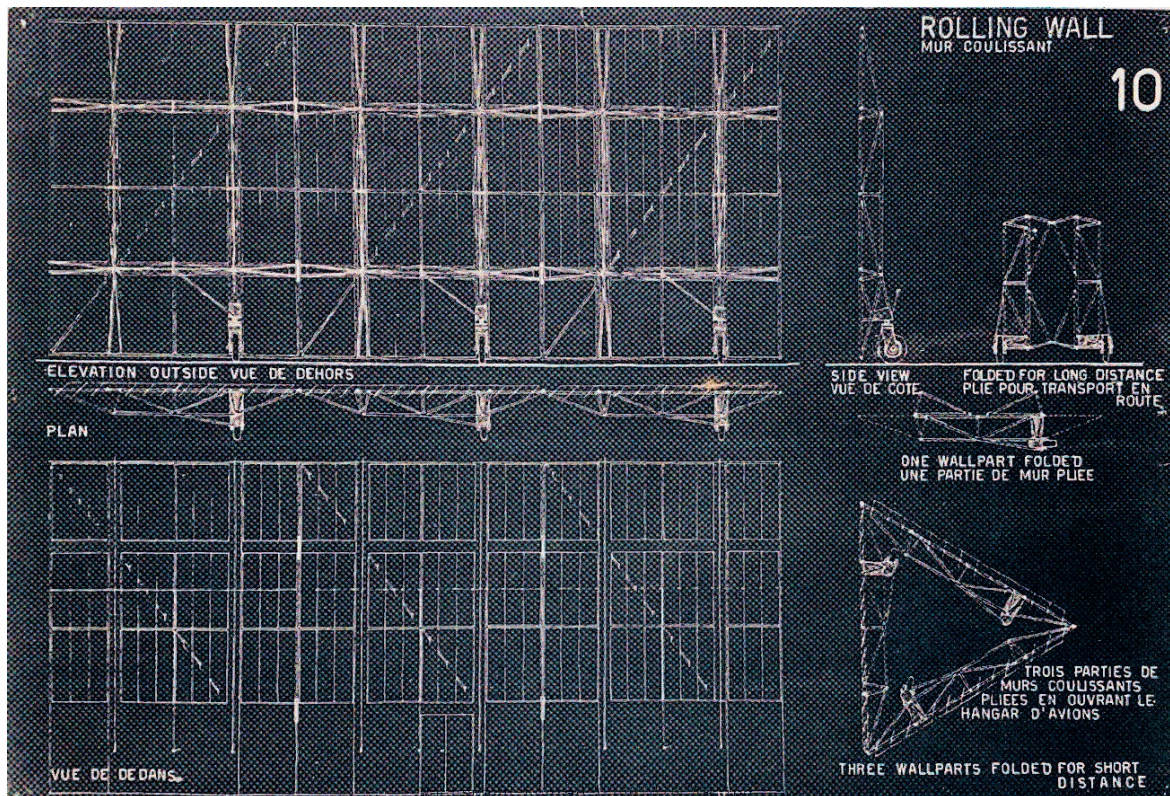 ROLLING WALL
MUR COULISSANT
10
ELEVATION OUTSIDE VUE DE DEHORS
SIDE VIEW
VUE DE COTE
FOLDED FOR LONG DISTANCE
PLIE POUR TRANSPORT EN
ROUTE
PLAN
ONE WALLPART FOLDED
UNE PARTIE DE MUR PLIEE
TROIS PARTIES DE
MURS COULISSANTS
PLIEES EN OUVRANT LE
HANGAR D'AVIONS
VUE DE DEDANS
THREE WALLPARTS FOLDED FOR SHORT
DISTANCE